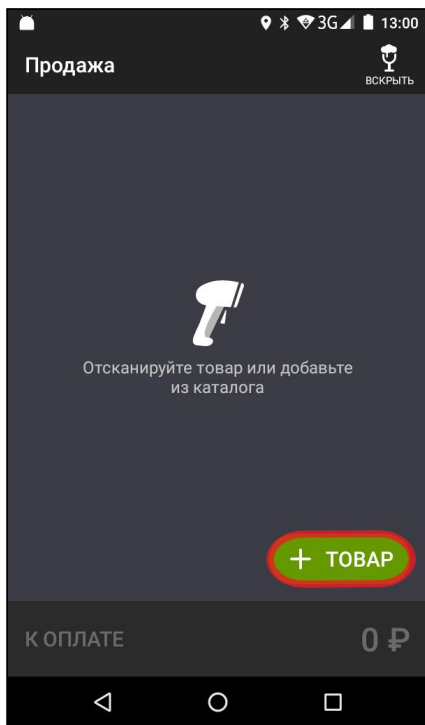 3G 13:00
Продажа
ВСКРЫТЬ
Отсканируйте товар или добавьте
из каталога
+ ТОВАР
К ОПЛАТЕ 0 ₽